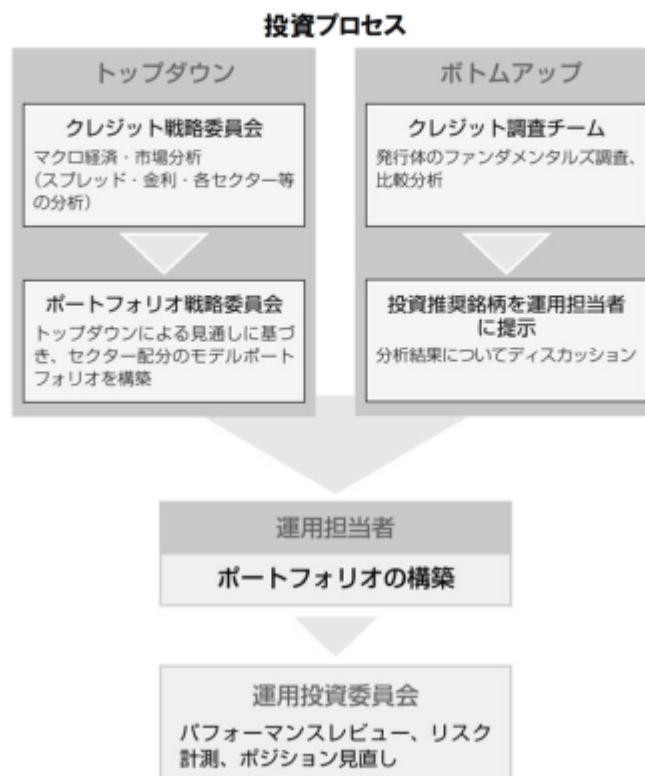 投資プロセス
トップダウン
クレジット戦略委員会
マクロ経済・市場分析
(スプレッド・金利・各セクター等
の分析)
ポートフォリオ戦略委員会
トップダウンによる見通しに基づ
き、セクター配分のモデルポート
フォリオを構築
ボトムアップ
クレジット調査チーム
発行体のファンダメンタルズ調査、
比較分析
投資推奨銘柄を運用担当者
に提示
分析結果についてディスカッション
運用担当者
ポートフォリオの構築
運用投資委員会
パフォーマンスレビュー、リスク
計測、ポジション見直し